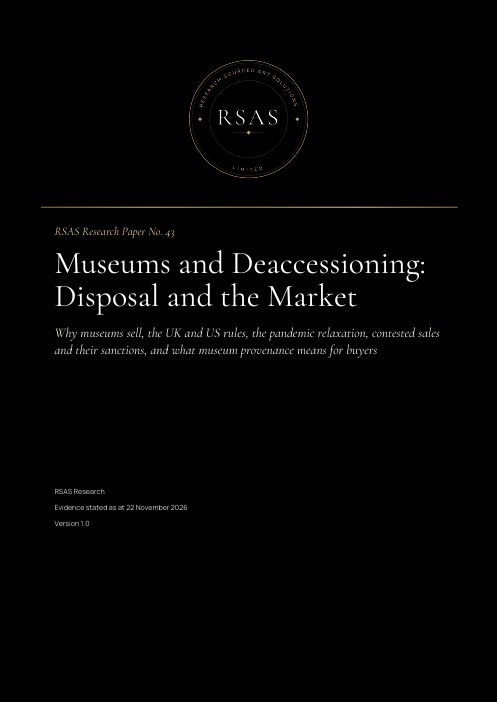 RESEARCH SOURCED ART SOLUTIONS
RSAS
LIMITED
RSAS Research Paper No. 43
Museums and Deaccessioning:
Disposal and the Market
Why museums sell, the UK and US rules, the pandemic relaxation, contested sales
and their sanctions, and what museum provenance means for buyers
RSAS Research
Evidence stated as at 22 November 2026
Version 1.0